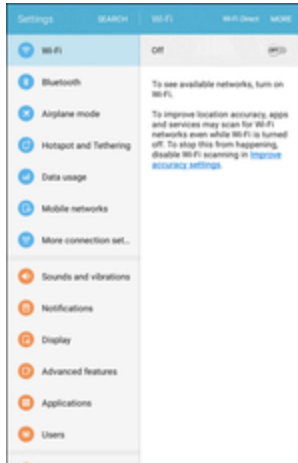 Settings
SEARCH
Wi-Fi
Wi-Fi Direct
MORE
Wi-Fi
Bluetooth
Airplane mode
Hotspot and Tethering
Data usage
Mobile networks
More connection set..
Sounds and vibrations
Notifications
Display
Advanced features
Applications
Users
Off
To see available networks, turn on
Wi-Fi.
To improve location accuracy, apps
and services may scan for Wi-Fi
networks even while Wi-Fi is turned
off. To stop this from happening,
disable Wi-Fi scanning in Improve
accuracy settings.